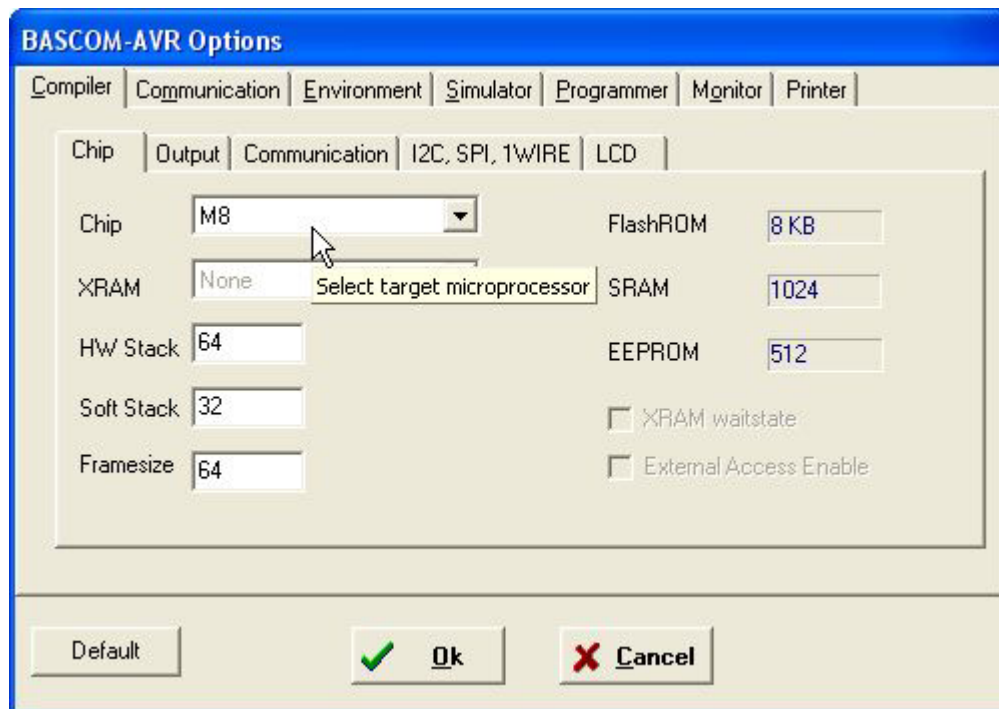 BASCOM-AVR Options
Compiler Communication Environment Simulator Programmer Monitor Printer
Chip Output Communication I2C, SPI, 1WIRE LCD
Chip M8 FlashROM 8 KB
XRAM None Select target microprocessor SRAM 1024
HW Stack 64 EEPROM 512
Soft Stack 32 XRAM waitstate
Framesize 64 External Access Enable
Default Ok Cancel